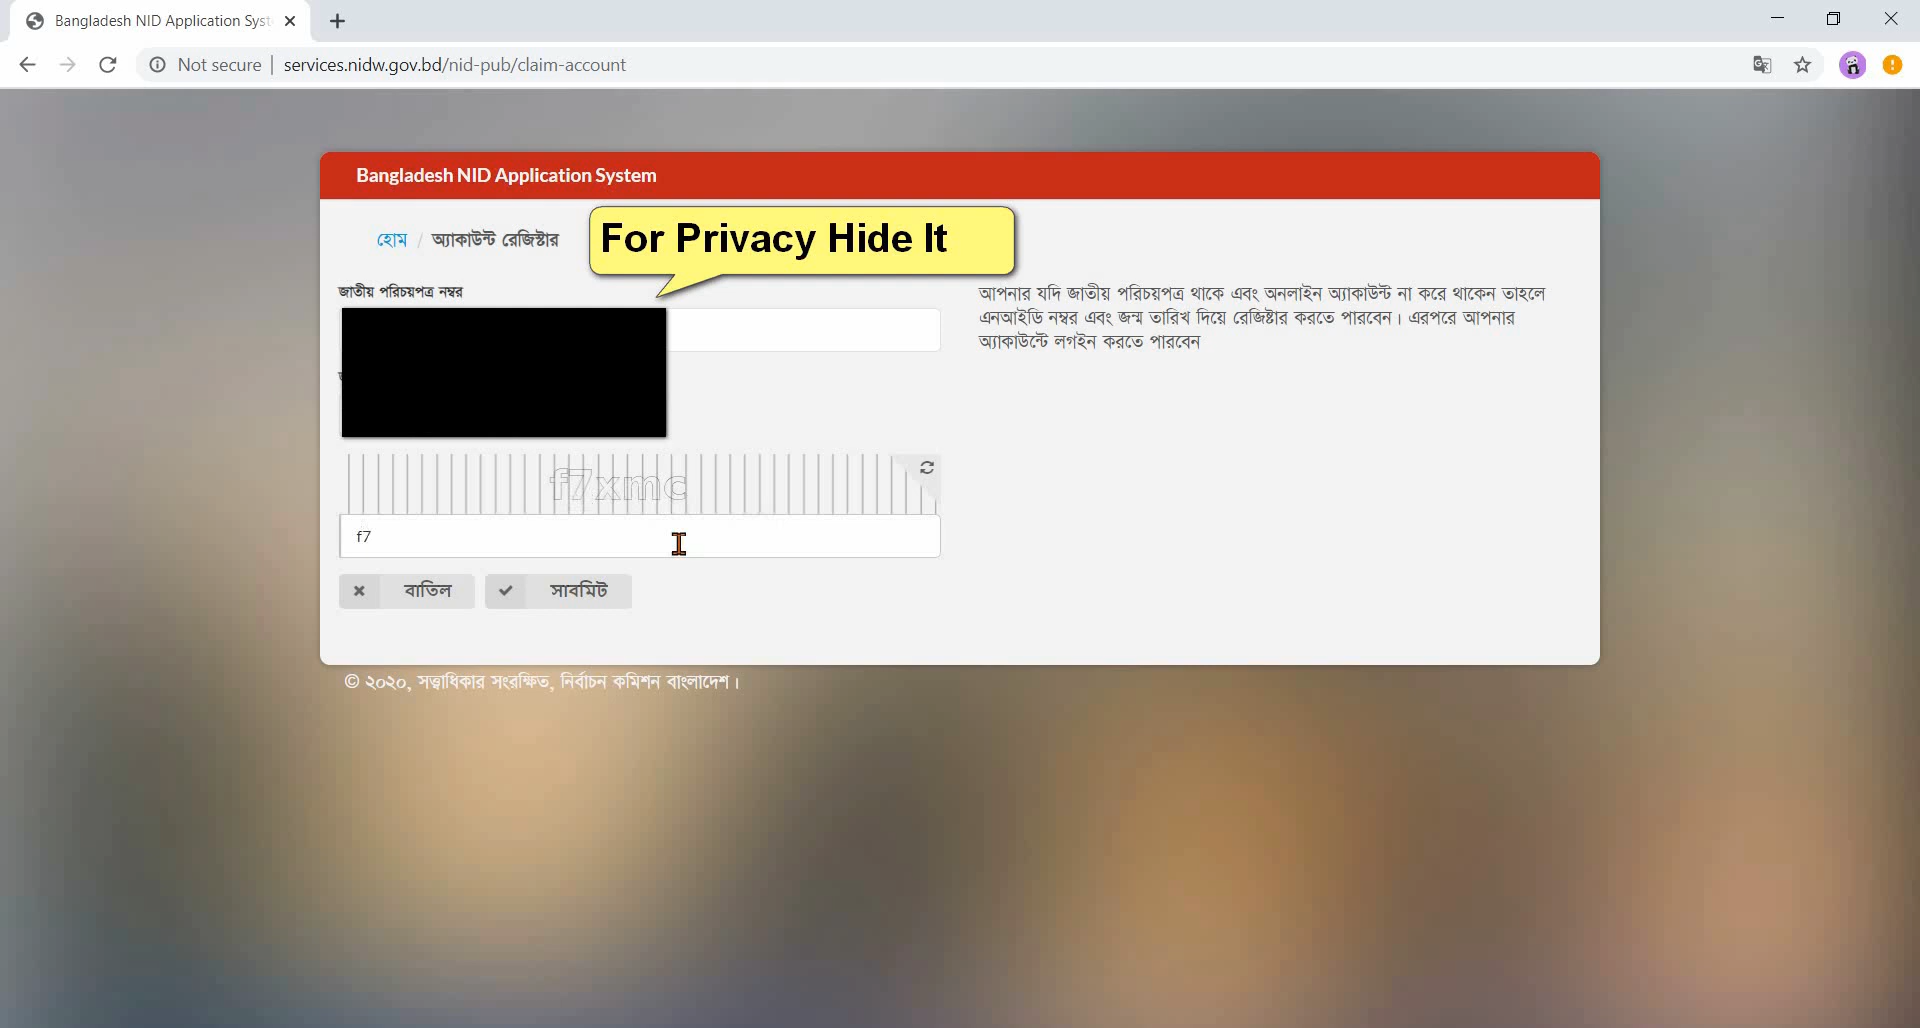 Bangladesh NID Application Syst
Not secure services.nidw.gov.bd/nid-pub/claim-account
Bangladesh NID Application System
হোম / অ্যাকাউন্ট রেজিস্টার
For Privacy Hide It
জাতীয় পরিচয়পত্র নম্বর
আপনার যদি জাতীয় পরিচয়পত্র থাকে এবং অনলাইন অ্যাকাউন্ট না করে থাকেন তাহলে
এনআইডি নম্বর এবং জন্ম তারিখ দিয়ে রেজিষ্টার করতে পারবেন। এরপরে আপনার
অ্যাকাউন্টে লগইন করতে পারবেন
f7xmc
f7
বাতিল
সাবমিট
© ২০২০, সত্ত্বাধিকার সংরক্ষিত, নির্বাচন কমিশন বাংলাদেশ।